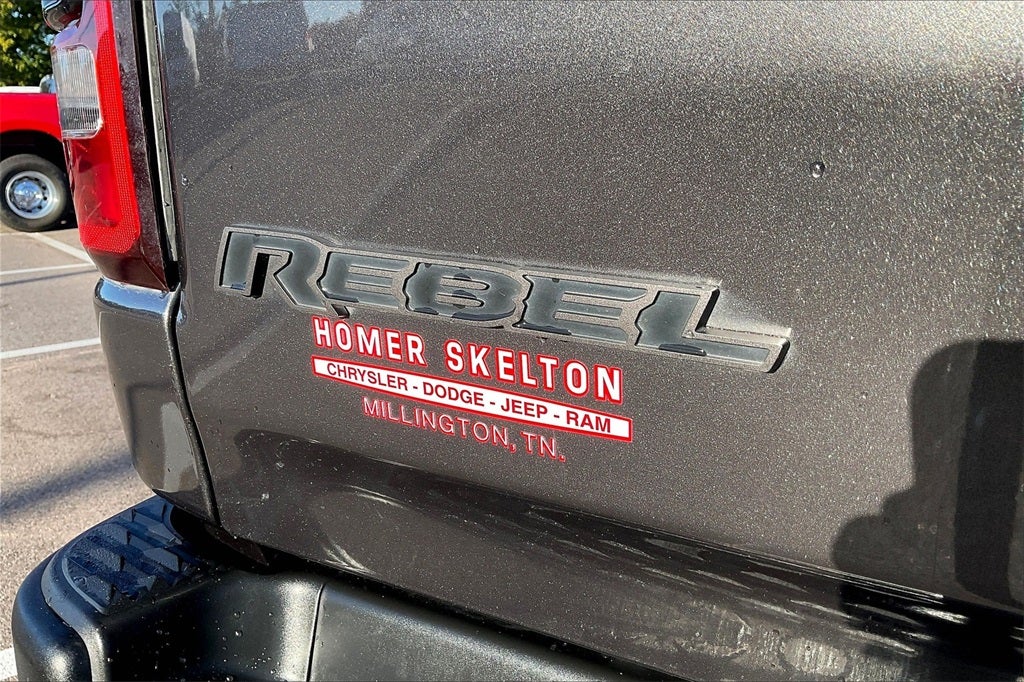 REBEL
HOMER SKELTON
CHRYSLER - DODGE - JEEP - RAM
MILLINGTON, TN.